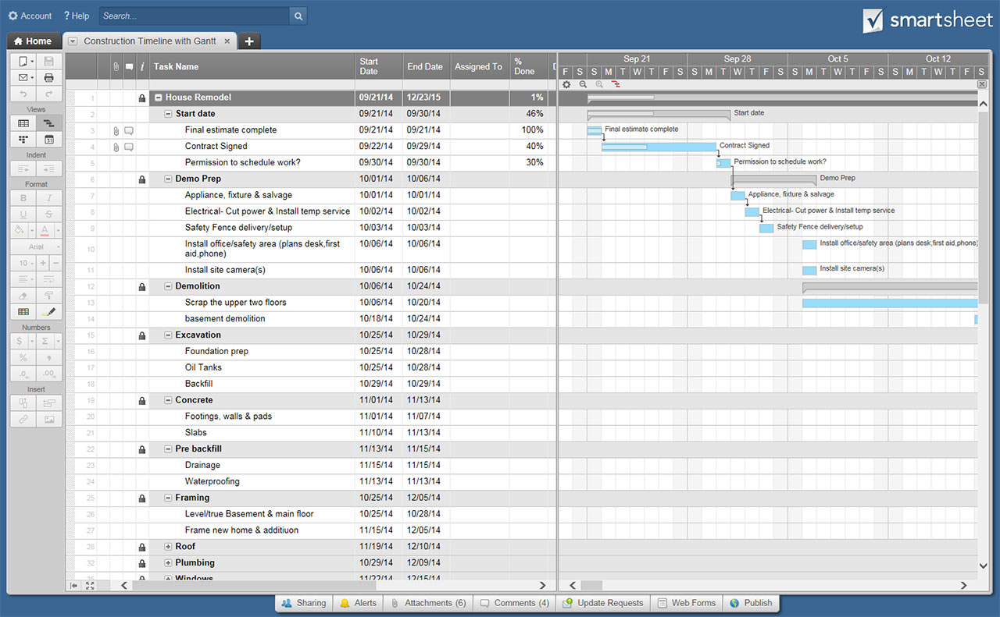 Account ? Help Search...
smartsheet
Home Construction Timeline with Gantt × +
i Task Name Start Date End Date Assigned To % Done
Sep 21 Sep 28 Oct 5 Oct 12
F S S M T W T F S S M T W T F S S M T W T F S S M T W T F S
1 House Remodel 09/21/14 12/23/15 1%
2 Start date 09/21/14 09/30/14 46% Start date
3 Final estimate complete 09/21/14 09/21/14 100% Final estimate complete
4 Contract Signed 09/22/14 09/29/14 40% Contract Signed
5 Permission to schedule work? 09/30/14 09/30/14 30% Permission to schedule work?
6 Demo Prep 10/01/14 10/06/14 Demo Prep
7 Appliance, fixture & salvage 10/01/14 10/01/14 Appliance, fixture & salvage
8 Electrical- Cut power & Install temp service 10/02/14 10/02/14 Electrical- Cut power & Install temp service
9 Safety Fence delivery/setup 10/03/14 10/03/14 Safety Fence delivery/setup
10 Install office/safety area (plans desk,first 10/06/14 10/06/14 Install office/safety area (plans desk,first aid,phone)
aid,phone)
11 Install site camera(s) 10/06/14 10/06/14 Install site camera(s)
12 Demolition 10/06/14 10/24/14
13 Scrap the upper two floors 10/06/14 10/20/14
14 basement demolition 10/18/14 10/24/14
15 Excavation 10/25/14 10/29/14
16 Foundation prep 10/25/14 10/28/14
17 Oil Tanks 10/25/14 10/28/14
18 Backfill 10/29/14 10/29/14
19 Concrete 11/01/14 11/13/14
20 Footings, walls & pads 11/01/14 11/07/14
21 Slabs 11/10/14 11/13/14
22 Pre backfill 11/13/14 11/15/14
23 Drainage 11/15/14 11/15/14
24 Waterproofing 11/13/14 11/13/14
25 Framing 10/25/14 12/05/14
26 Level/true Basement & main floor 10/25/14 10/28/14
27 Frame new home & additiuon 11/15/14 12/05/14
28 Roof 11/19/14 12/10/14
32 Plumbing 10/29/14 12/09/14
Windows 11/22/14 12/15/14
Views
Indent
Format
B I
U S
A
Arial
10 + −
Numbers
$ Σ
% ,
.0 .00
Insert
Sharing Alerts Attachments (6) Comments (4) Update Requests Web Forms Publish